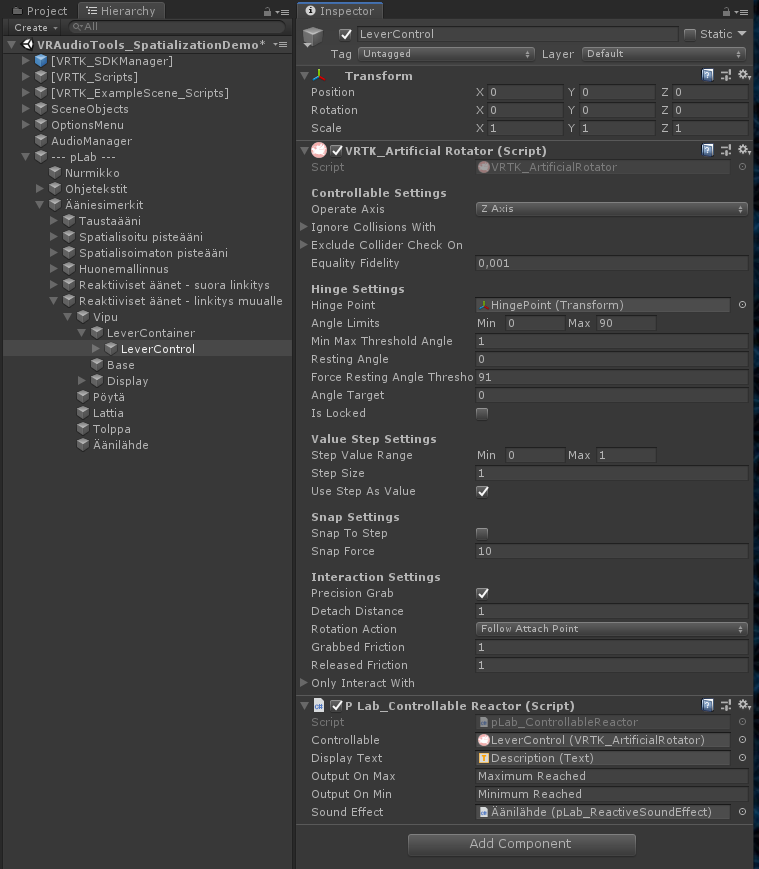 Project
Hierarchy
Create
All
VRAudioTools_SpatializationDemo*
[VRTK_SDKManager]
[VRTK_Scripts]
[VRTK_ExampleScene_Scripts]
SceneObjects
OptionsMenu
AudioManager
--- pLab ---
Nurmikko
Ohjetekstit
Ääniesimerkit
Taustaääni
Spatialisoitu pisteääni
Spatialisoimaton pisteääni
Huonemallinnus
Reaktiiviset äänet - suora linkitys
Reaktiiviset äänet - linkitys muualle
Vipu
LeverContainer
LeverControl
Base
Display
Pöytä
Lattia
Tolppa
Äänilähde
Inspector
LeverControl Static
Tag Untagged Layer Default
Transform
Position X 0 Y 0 Z 0
Rotation X 0 Y 0 Z 0
Scale X 1 Y 1 Z 1
VRTK_Artificial Rotator (Script)
Script VRTK_ArtificialRotator
Controllable Settings
Operate Axis Z Axis
Ignore Collisions With
Exclude Collider Check On
Equality Fidelity 0,001
Hinge Settings
Hinge Point HingePoint (Transform)
Angle Limits Min 0 Max 90
Min Max Threshold Angle 1
Resting Angle 0
Force Resting Angle Thresho 91
Angle Target 0
Is Locked
Value Step Settings
Step Value Range Min 0 Max 1
Step Size 1
Use Step As Value
Snap Settings
Snap To Step
Snap Force 10
Interaction Settings
Precision Grab
Detach Distance 1
Rotation Action Follow Attach Point
Grabbed Friction 1
Released Friction 1
Only Interact With
P Lab_Controllable Reactor (Script)
Script pLab_ControllableReactor
Controllable LeverControl (VRTK_ArtificialRotator)
Display Text Description (Text)
Output On Max Maximum Reached
Output On Min Minimum Reached
Sound Effect Äänilähde (pLab_ReactiveSoundEffect)
Add Component